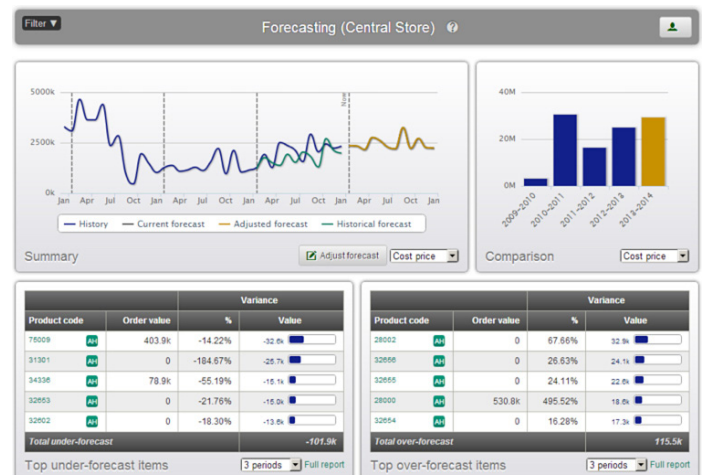 Filter ▼
Forecasting (Central Store) ?
5000k
2500k
0k
Now
Jan Apr Jul Oct Jan Apr Jul Oct Jan Apr Jul Oct Jan Apr Jul Oct Jan
History Current forecast Adjusted forecast Historical forecast
Summary
Adjust forecast
Cost price
40M
20M
0M
2009-2010 2010-2011 2011-2012 2012-2013 2013-2014
Comparison
Cost price
Variance
Product code Order value % Value
75009 AH 403.9k -14.22% -32.6k
31301 AH 0 -184.67% -25.7k
34336 AH 78.9k -55.19% -15.1k
32653 AH 0 -21.76% -15.0k
32602 AH 0 -18.30% -13.6k
Total under-forecast -101.9k
Top under-forecast items
3 periods
Full report
Variance
Product code Order value % Value
28002 AH 0 67.66% 32.9k
32656 AH 0 26.63% 24.1k
32655 AH 0 24.11% 22.6k
28000 AH 530.8k 495.52% 18.6k
32654 AH 0 16.28% 17.3k
Total over-forecast 115.5k
Top over-forecast items
3 periods
Full report